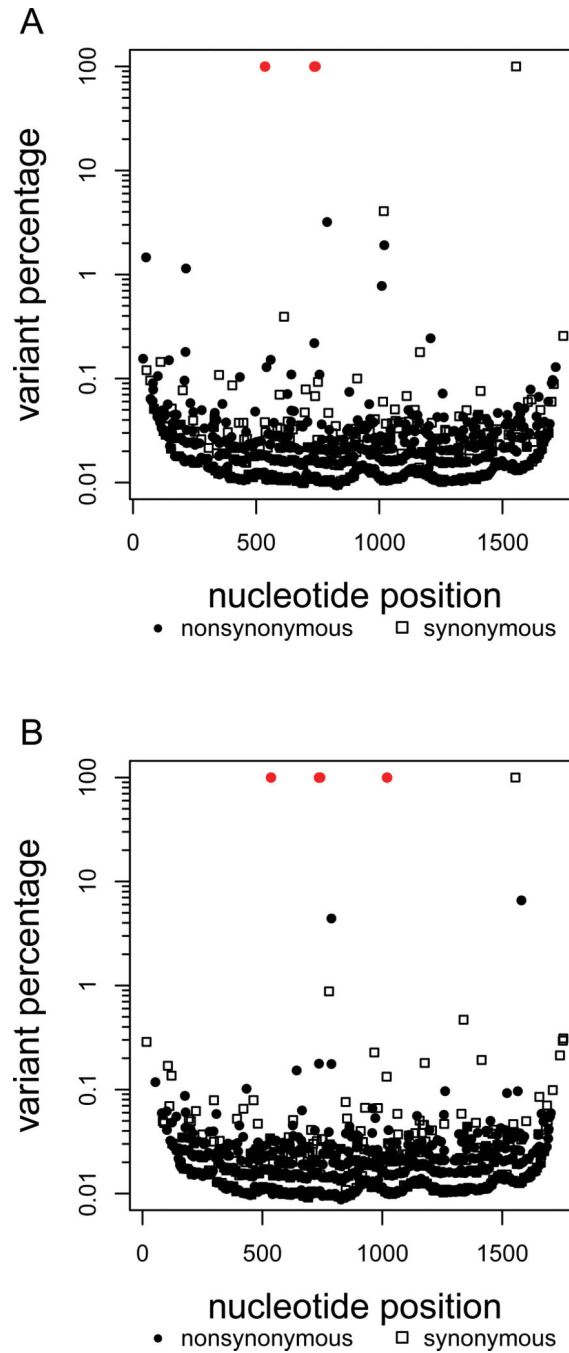 A
100
10
1
0.1
0.01
variant percentage
0 500 1000 1500
nucleotide position
● nonsynonymous □ synonymous
B
100
10
1
0.1
0.01
variant percentage
0 500 1000 1500
nucleotide position
● nonsynonymous □ synonymous